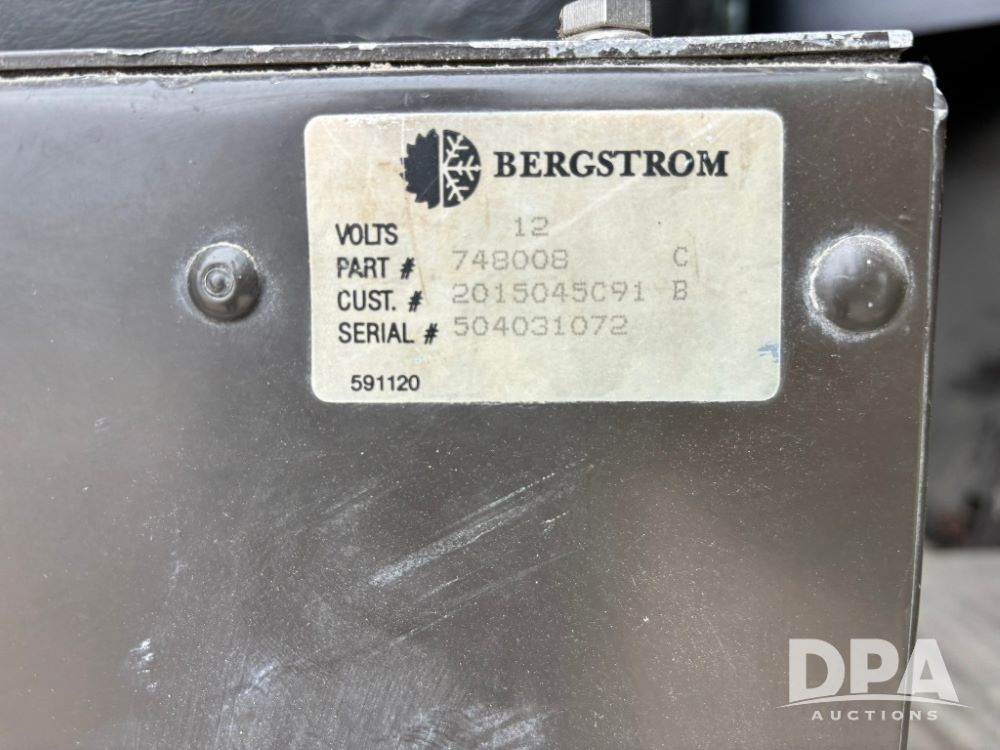 BERGSTROM
VOLTS 12
PART # 748008 C
CUST. # 2015045C91 B
SERIAL # 504031072
591120
DPA
AUCTIONS